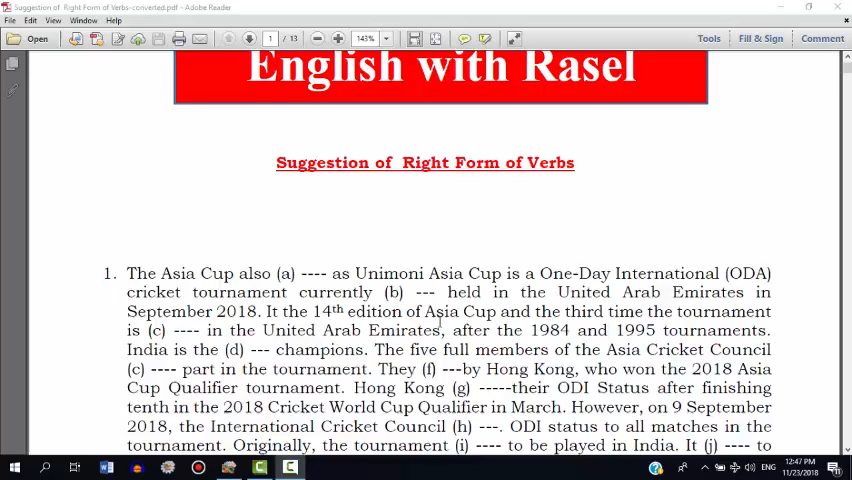 Suggestion of Right Form of Verbs-converted.pdf - Adobe Reader
File Edit View Window Help
Open 1 / 13 143% Tools Fill & Sign Comment
English with Rasel
Suggestion of Right Form of Verbs
1. The Asia Cup also (a) ---- as Unimoni Asia Cup is a One-Day International (ODA)
cricket tournament currently (b) --- held in the United Arab Emirates in
September 2018. It the 14th edition of Asia Cup and the third time the tournament
is (c) ---- in the United Arab Emirates, after the 1984 and 1995 tournaments.
India is the (d) --- champions. The five full members of the Asia Cricket Council
(c) ---- part in the tournament. They (f) ---by Hong Kong, who won the 2018 Asia
Cup Qualifier tournament. Hong Kong (g) -----their ODI Status after finishing
tenth in the 2018 Cricket World Cup Qualifier in March. However, on 9 September
2018, the International Cricket Council (h) ---. ODI status to all matches in the
tournament. Originally, the tournament (i) ---- to be played in India. It (j) ---- to
ENG 12:47 PM
11/23/2018